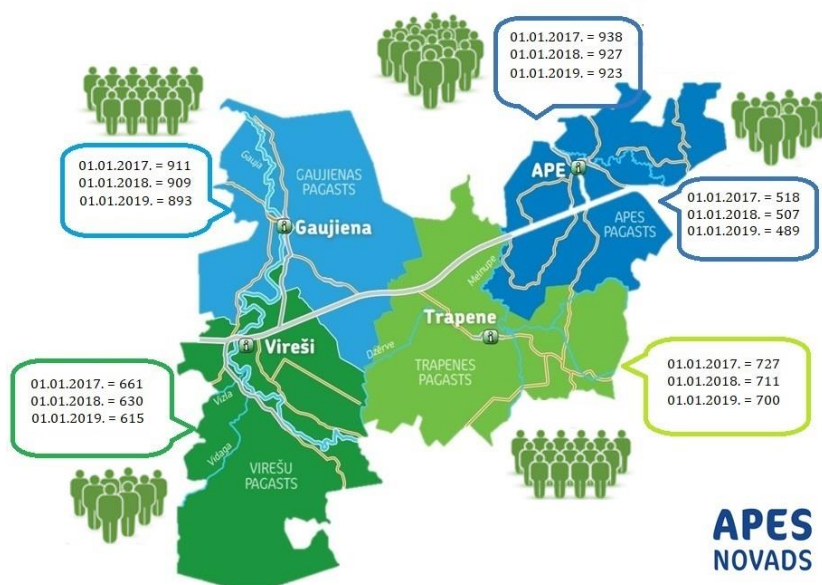 01.01.2017. = 938
01.01.2018. = 927
01.01.2019. = 923
01.01.2017. = 911
01.01.2018. = 909
01.01.2019. = 893
Gauja
GAUJIENAS
PAGASTS
Gaujiena
APE
APES
PAGASTS
01.01.2017. = 518
01.01.2018. = 507
01.01.2019. = 489
Melnupe
Trapene
Dzērve
TRAPENES
PAGASTS
Vireši
01.01.2017. = 661
01.01.2018. = 630
01.01.2019. = 615
Vizla
Vidaga
VIREŠU
PAGASTS
01.01.2017. = 727
01.01.2018. = 711
01.01.2019. = 700
APES
NOVADS